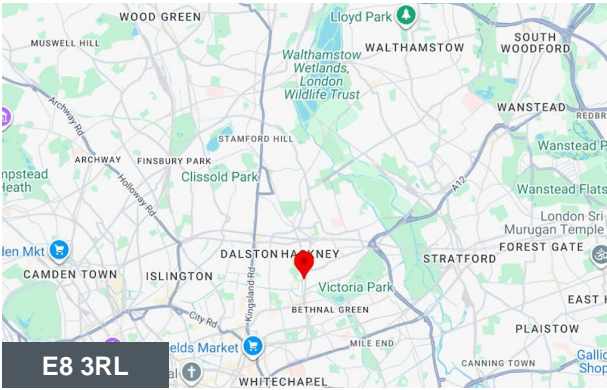 WOOD GREEN
Lloyd Park
MUSWELL HILL
WALTHAMSTOW
SOUTH
WOODFORD
Walthamstow
Wetlands,
London
Wildlife Trust
WANSTEAD
REDBR
Archway Rd
STAMFORD HILL
Wanstead P
ARCHWAY
FINSBURY PARK
mpstead
Heath
Clissold Park
A12
Wanstead Flats
Holloway Rd
London Sri
Murugan Temple
den Mkt
DALSTON
HACKNEY
STRATFORD
FOREST GATE
CAMDEN TOWN
ISLINGTON
Kingsland Rd
Victoria Park
EAST H
BETHNAL GREEN
City Rd
PLAISTOW
elds Market
MILE END
Gallic
Shop
CANNING TOWN
E8 3RL
al
WHITECHAPEL